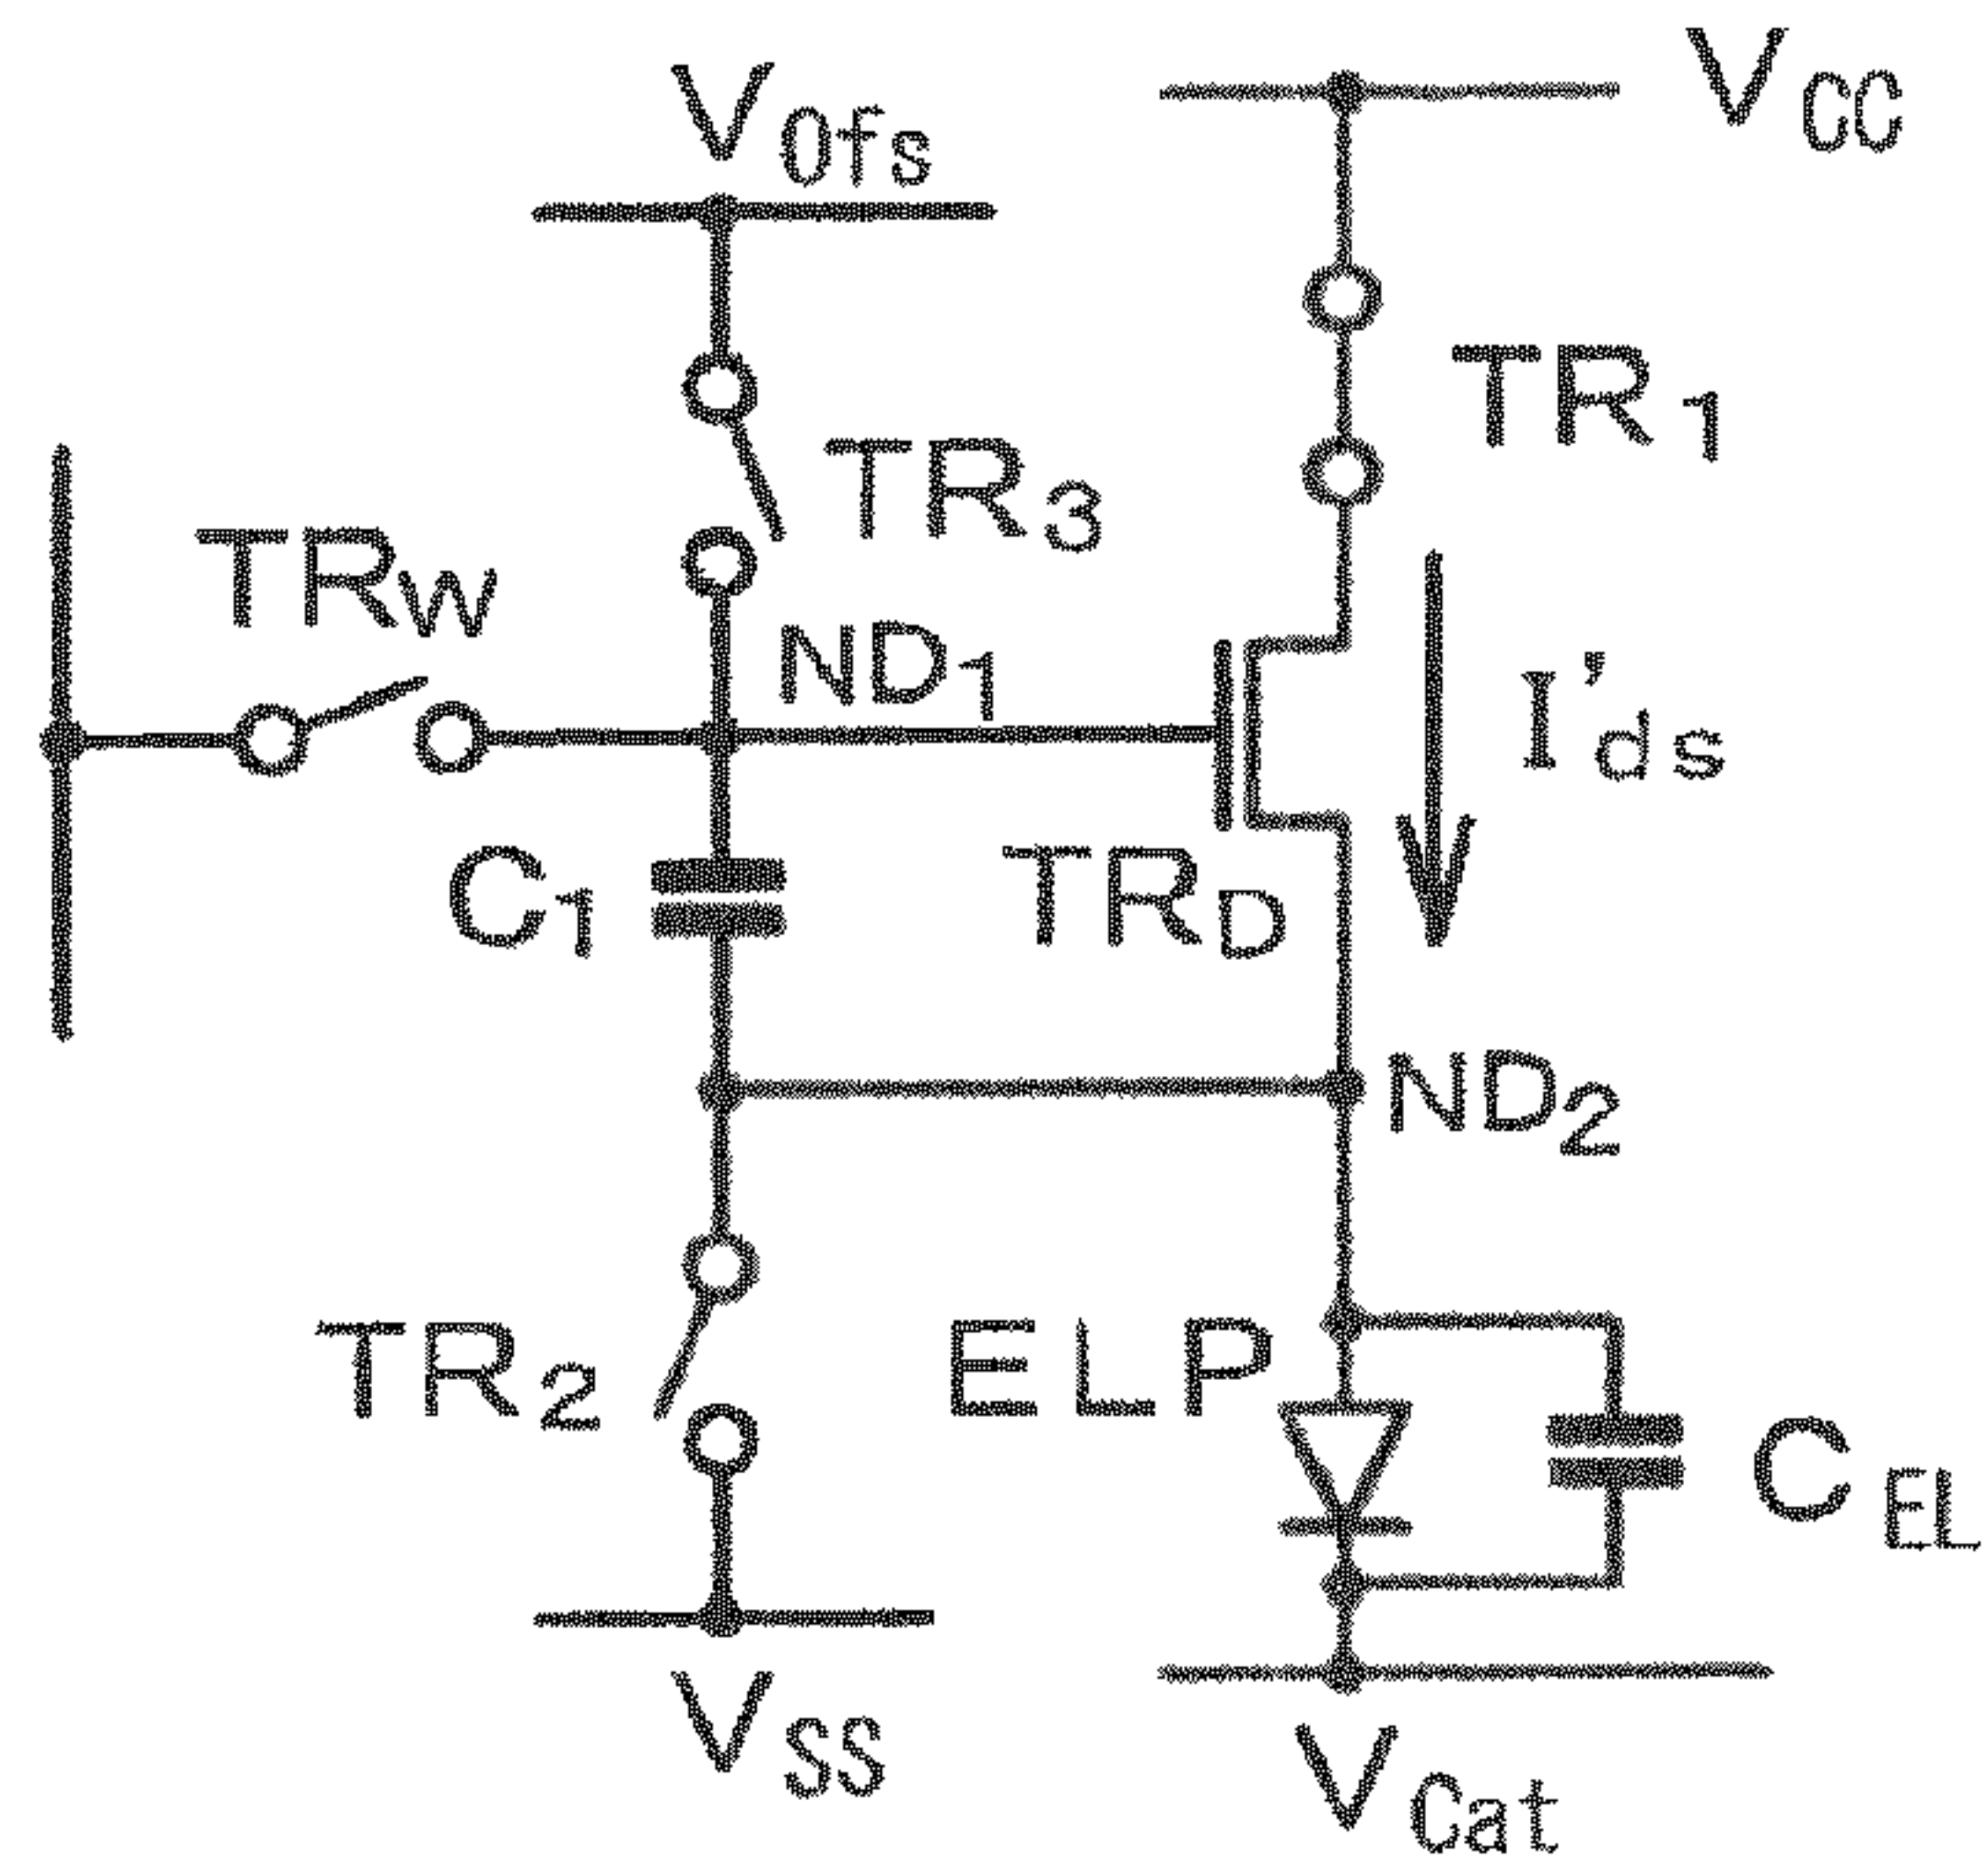 VCC
VOfs
TR1
TR3
TRW
ND1
I'ds
C1
TRD
ND2
TR2
ELP
CEL
VSS
VCat